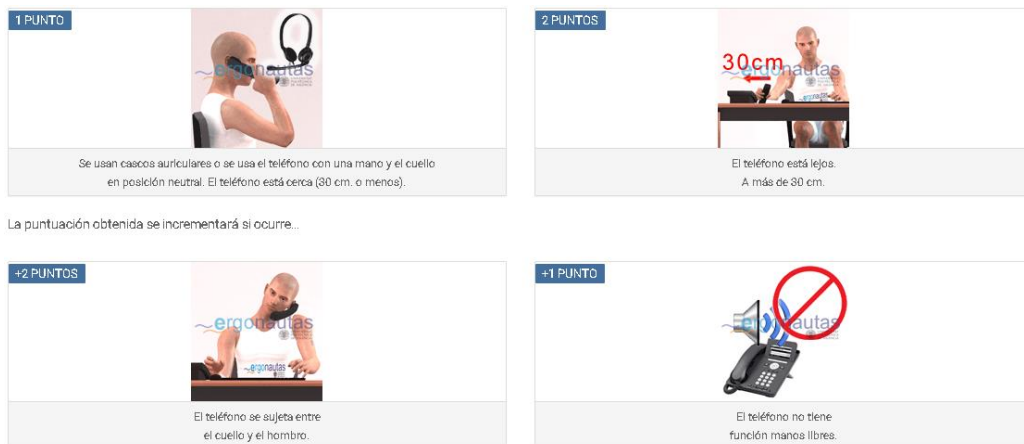 1 PUNTO
ergonautas
Se usan cascos auriculares o se usa el teléfono con una mano y el cuello
en posición neutral. El teléfono está cerca (30 cm. o menos).
2 PUNTOS
30cm
ergonautas
ergonautas
El teléfono está lejos.
A más de 30 cm.
La puntuación obtenida se incrementará si ocurre...
+2 PUNTOS
ergonautas
ergonautas
El teléfono se sujeta entre
el cuello y el hombro.
+1 PUNTO
ergonautas
El teléfono no tiene
función manos libres.